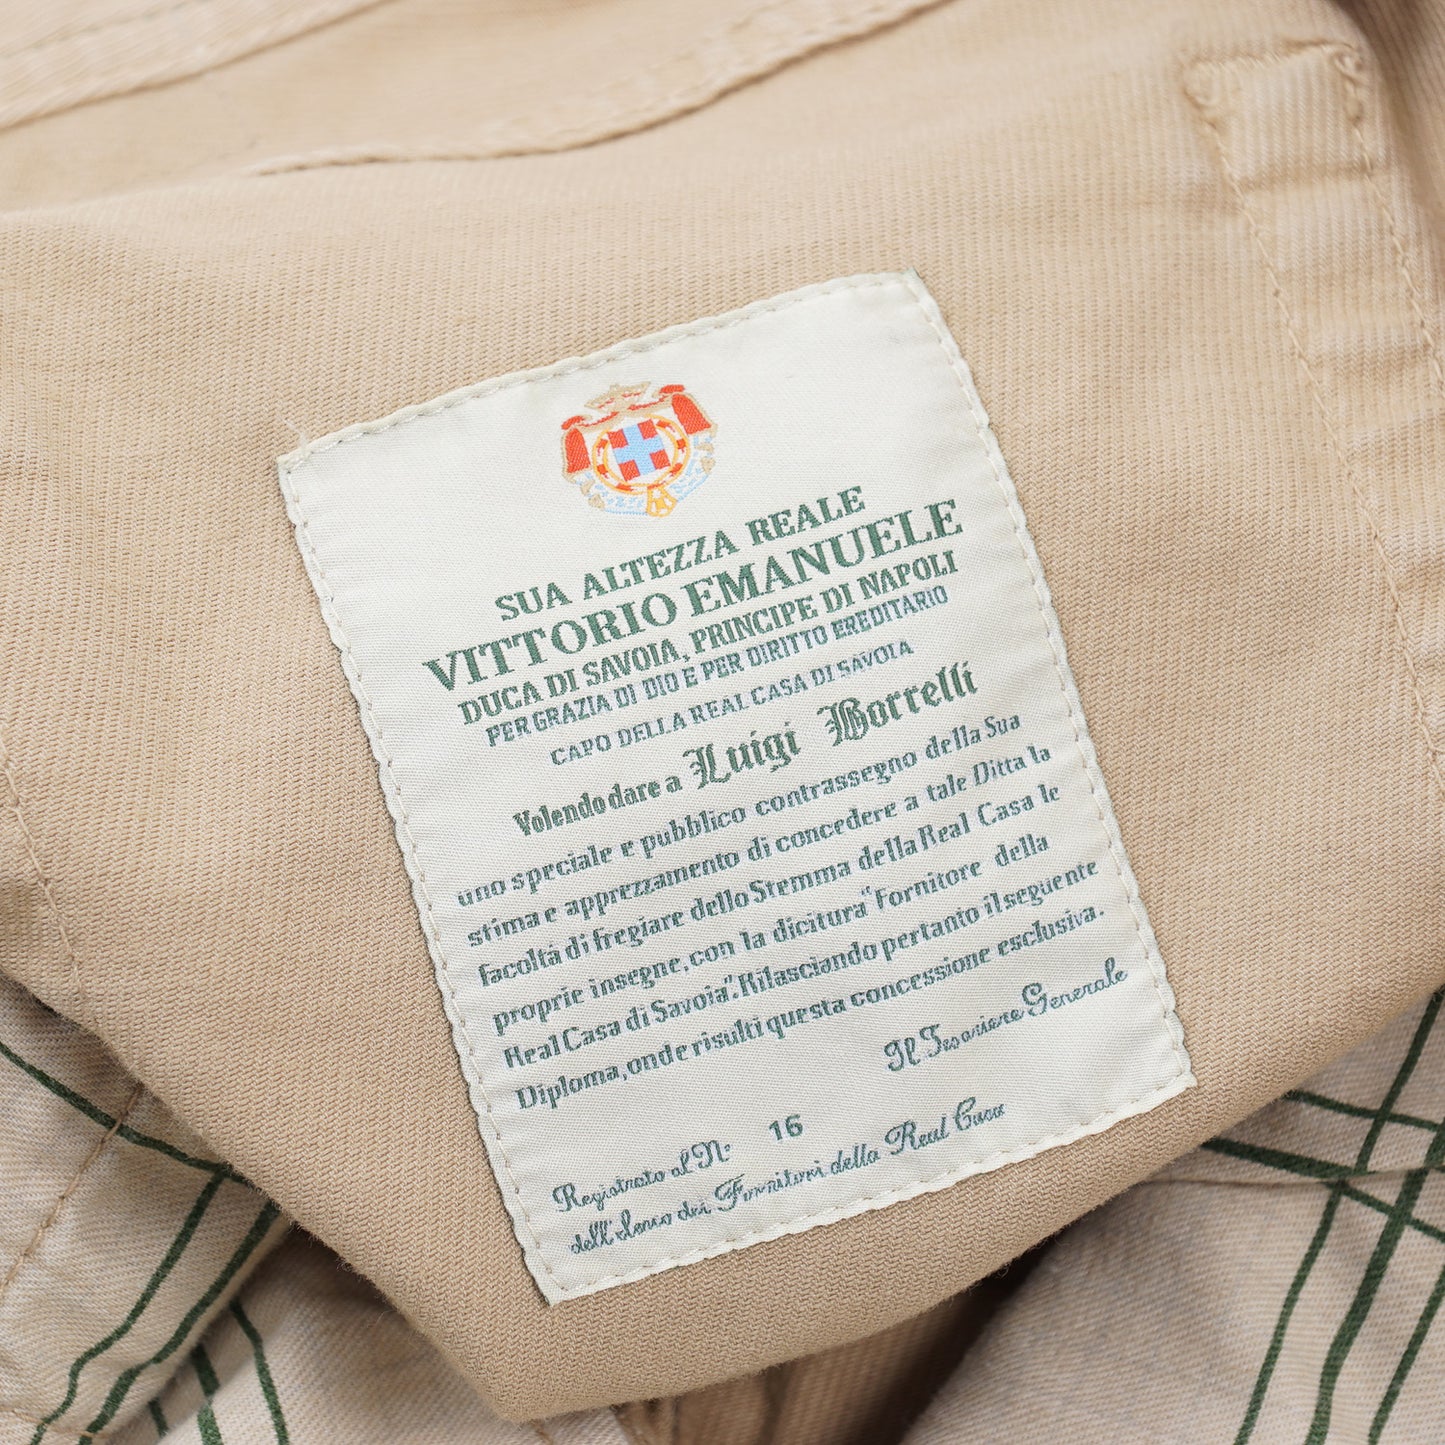 SUA ALTEZZA REALE
VITTORIO EMANUELE
DUCA DI SAVOIA, PRINCIPE DI NAPOLI
PER GRAZIA DI DIO E PER DIRITTO EREDITARIO
CAPO DELLA REAL CASA DI SAVOIA
Volendo dare a Luigi Borrelli
uno speciale e pubblico contrassegno della Sua
stima e apprezzamento di concedere a tale Ditta la
facoltà di fregiare dello Stemma della Real Casa le
proprie insegne, con la dicitura "Fornitore della
Real Casa di Savoia". Rilasciando pertanto il seguente
Diploma, onde risulti questa concessione esclusiva.
Il Tesoriere Generale
Registrato al N: 16
dell'elenco dei Fornitori della Real Casa